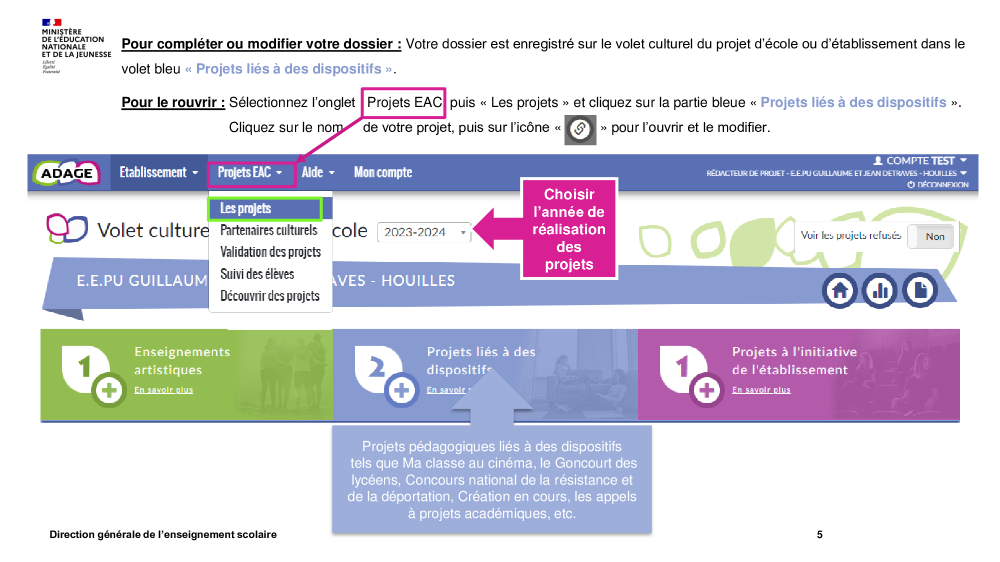 MINISTÈRE
DE L'ÉDUCATION
NATIONALE
ET DE LA JEUNESSE
Liberté
Égalité
Fraternité
Pour compléter ou modifier votre dossier : Votre dossier est enregistré sur le volet culturel du projet d'école ou d'établissement dans le
volet bleu « Projets liés à des dispositifs ».
Pour le rouvrir : Sélectionnez l'onglet Projets EAC puis « Les projets » et cliquez sur la partie bleue « Projets liés à des dispositifs ».
Cliquez sur le nom de votre projet, puis sur l'icône « » pour l'ouvrir et le modifier.
ADAGE
Etablissement
Projets EAC
Aide
Mon compte
COMPTE TEST
RÉDACTEUR DE PROJET - E.E.PU GUILLAUME ET JEAN DETRAVES - HOUILLES
DÉCONNEXION
Les projets
Partenaires culturels
Validation des projets
Suivi des élèves
Découvrir des projets
Volet culture cole
2023-2024
Choisir
l'année de
réalisation
des
projets
Voir les projets refusés
Non
E.E.PU GUILLAUM AVES - HOUILLES
1
Enseignements
artistiques
En savoir plus
2
Projets liés à des
dispositifs
En savoir
1
Projets à l'initiative
de l'établissement
En savoir plus
Projets pédagogiques liés à des dispositifs
tels que Ma classe au cinéma, le Goncourt des
lycéens, Concours national de la résistance et
de la déportation, Création en cours, les appels
à projets académiques, etc.
Direction générale de l'enseignement scolaire
5